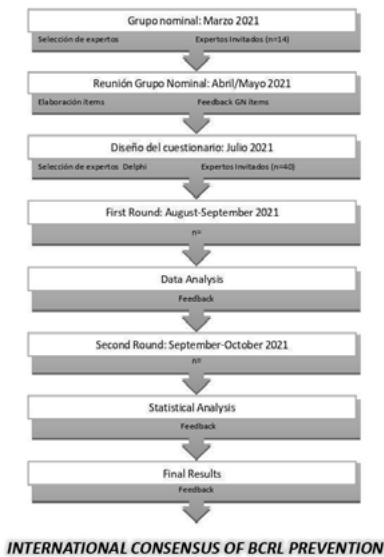 Grupo nominal: Marzo 2021
Selección de expertos Expertos Invitados (n=14)
Reunión Grupo Nominal: Abril/Mayo 2021
Elaboración ítems Feedback GN ítems
Diseño del cuestionario: Julio 2021
Selección de expertos Delphi Expertos Invitados (n=40)
First Round: August-September 2021
n=
Data Analysis
Feedback
Second Round: September-October 2021
n=
Statistical Analysis
Feedback
Final Results
Feedback
INTERNATIONAL CONSENSUS OF BCRL PREVENTION